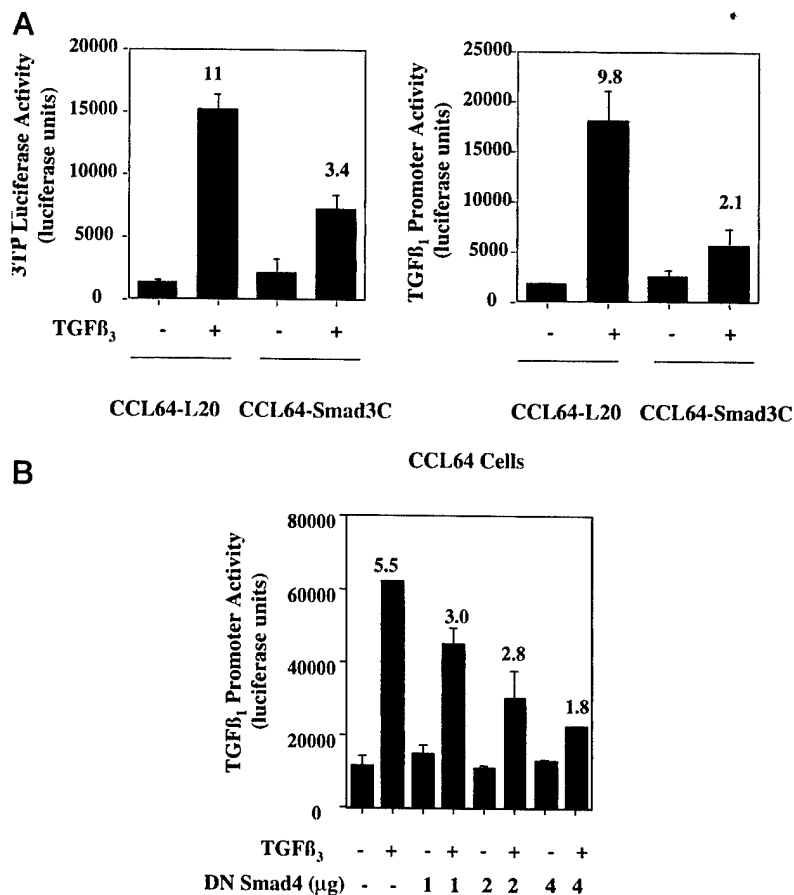 A
3TP Luciferase Activity
(luciferase units)
20000
15000
10000
5000
0
11
3.4
TGFß₃
- + - +
CCL64-L20 CCL64-Smad3C
TGFß₁ Promoter Activity
(luciferase units)
25000
20000
15000
10000
5000
0
9.8
2.1
- + - +
CCL64-L20 CCL64-Smad3C
B
CCL64 Cells
TGFß₁ Promoter Activity
(luciferase units)
80000
60000
40000
20000
0
5.5
3.0
2.8
1.8
TGFß₃ - + - + - + - +
DN Smad4 (µg) - - 1 1 2 2 4 4